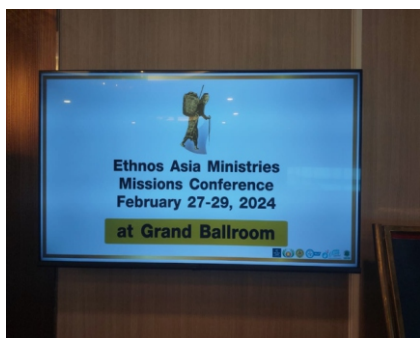 Ethnos Asia Ministries
Missions Conference
February 27-29, 2024
at Grand Ballroom